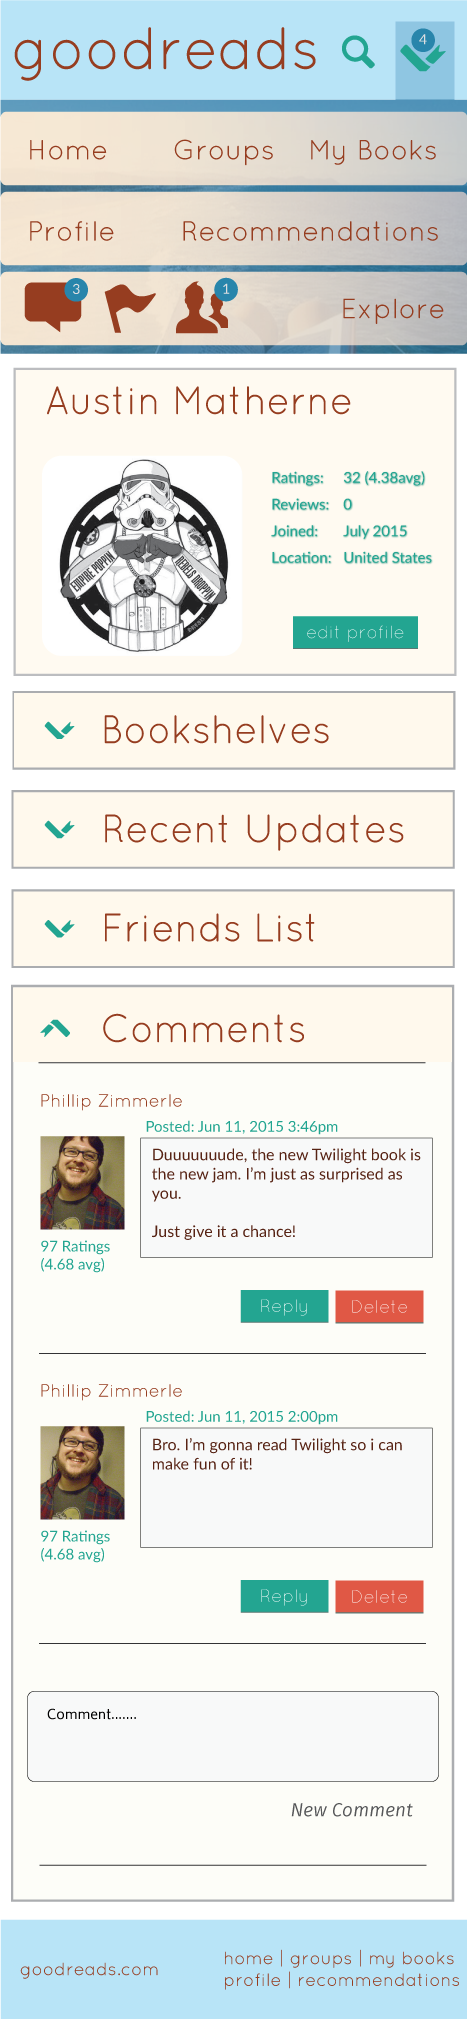 goodreads
4
Home Groups My Books
Profile Recommendations
3 1
Explore
Austin Matherne
EMPIRE POPPIN' REBELS DROPPIN'
Ratings: 32 (4.38avg)
Reviews: 0
Joined: July 2015
Location: United States
edit profile
Bookshelves
Recent Updates
Friends List
Comments
Phillip Zimmerle
Posted: Jun 11, 2015 3:46pm
Duuuuuuude, the new Twilight book is
the new jam. I'm just as surprised as
you.
Just give it a chance!
97 Ratings
(4.68 avg)
Reply Delete
Phillip Zimmerle
Posted: Jun 11, 2015 2:00pm
Bro. I'm gonna read Twilight so i can
make fun of it!
97 Ratings
(4.68 avg)
Reply Delete
Comment.......
New Comment
goodreads.com
home | groups | my books
profile | recommendations